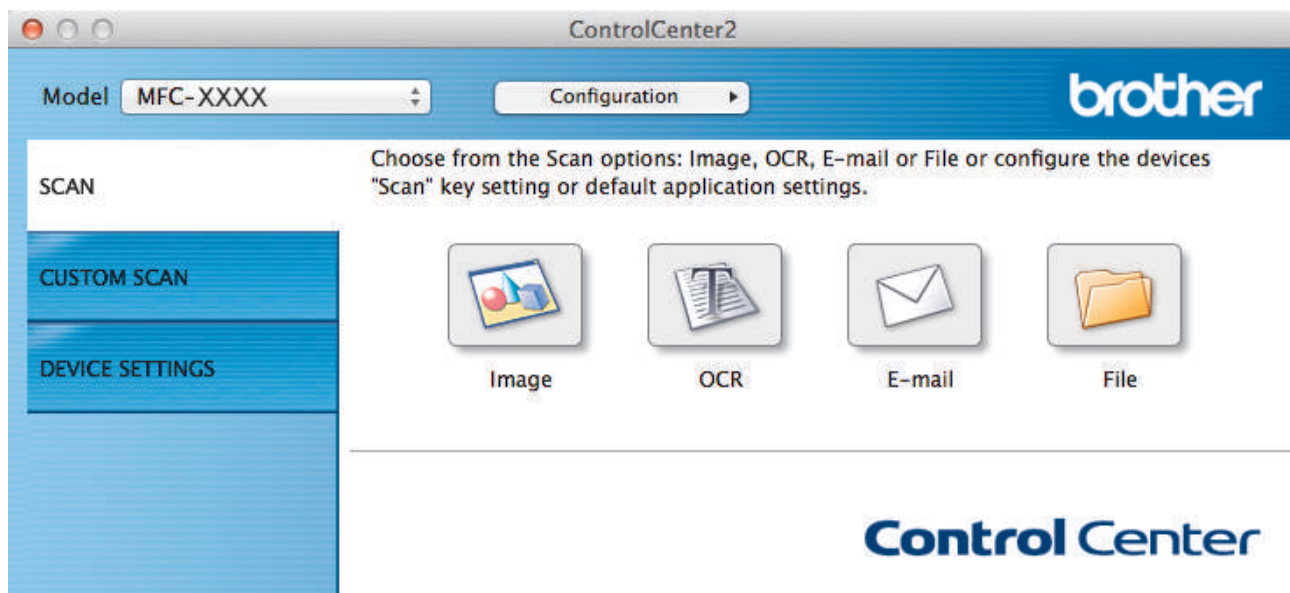 ControlCenter2
Model MFC-XXXX Configuration
brother
SCAN
CUSTOM SCAN
DEVICE SETTINGS
Choose from the Scan options: Image, OCR, E-mail or File or configure the devices
"Scan" key setting or default application settings.
T
Image OCR E-mail File
Control Center